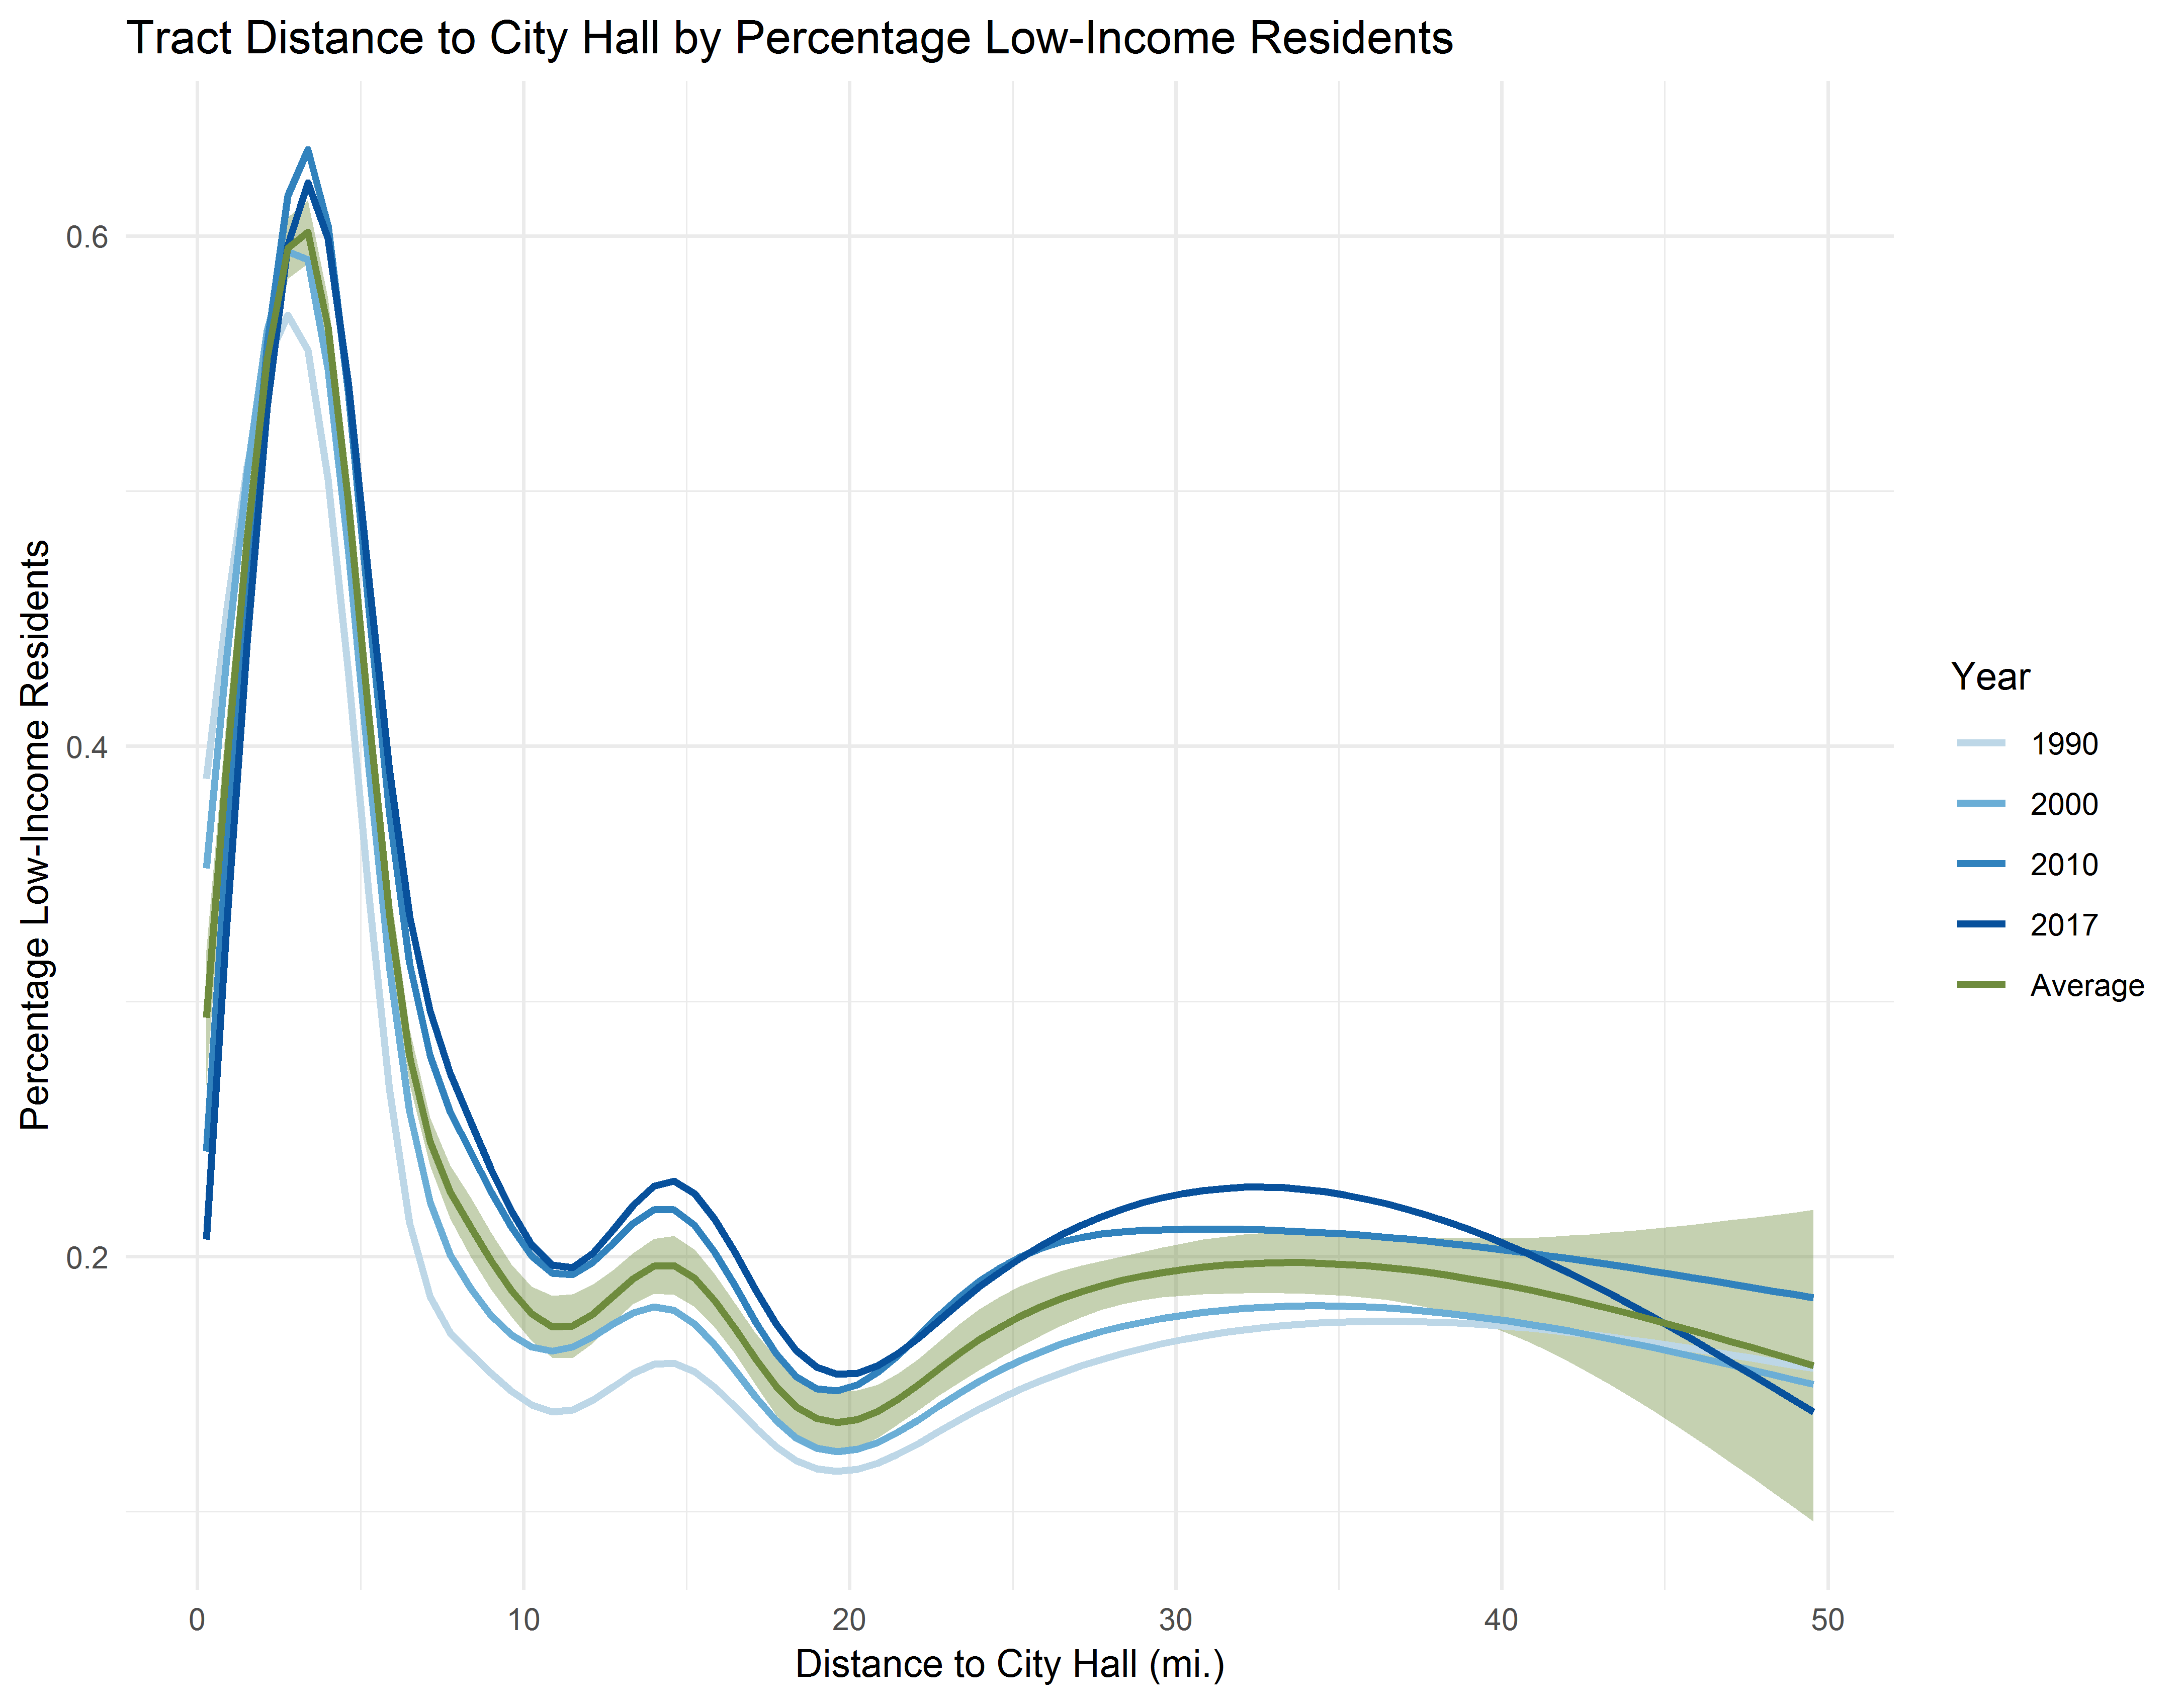 Tract Distance to City Hall by Percentage Low-Income Residents
Percentage Low-Income Residents
0.6
0.4
0.2
0 10 20 30 40 50
Distance to City Hall (mi.)
Year
1990
2000
2010
2017
Average